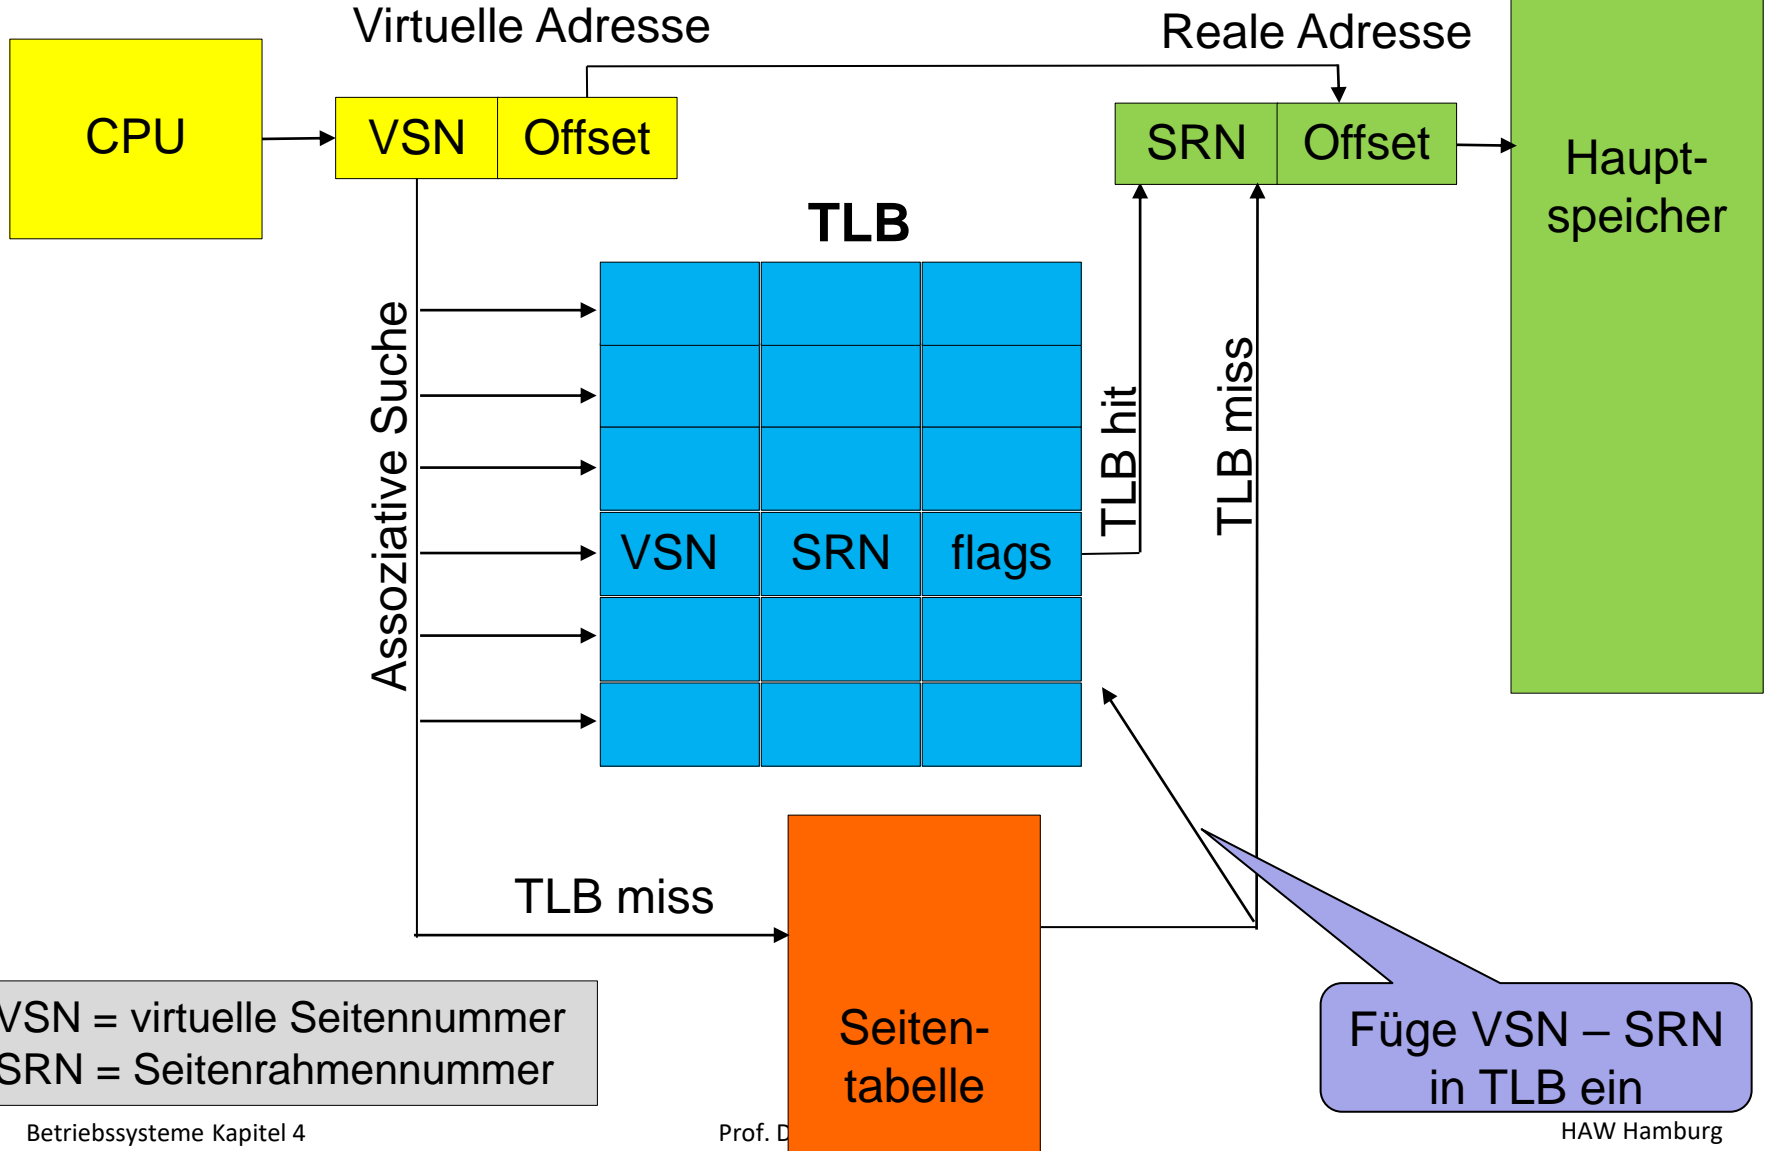 Virtuelle Adresse
Reale Adresse
CPU
VSN
Offset
SRN
Offset
Haupt-
speicher
TLB
Assoziative Suche
VSN
SRN
flags
TLB hit
TLB miss
TLB miss
Seiten-
tabelle
VSN = virtuelle Seitennummer
SRN = Seitenrahmennummer
Füge VSN – SRN
in TLB ein
Betriebssysteme Kapitel 4
Prof. D
HAW Hamburg